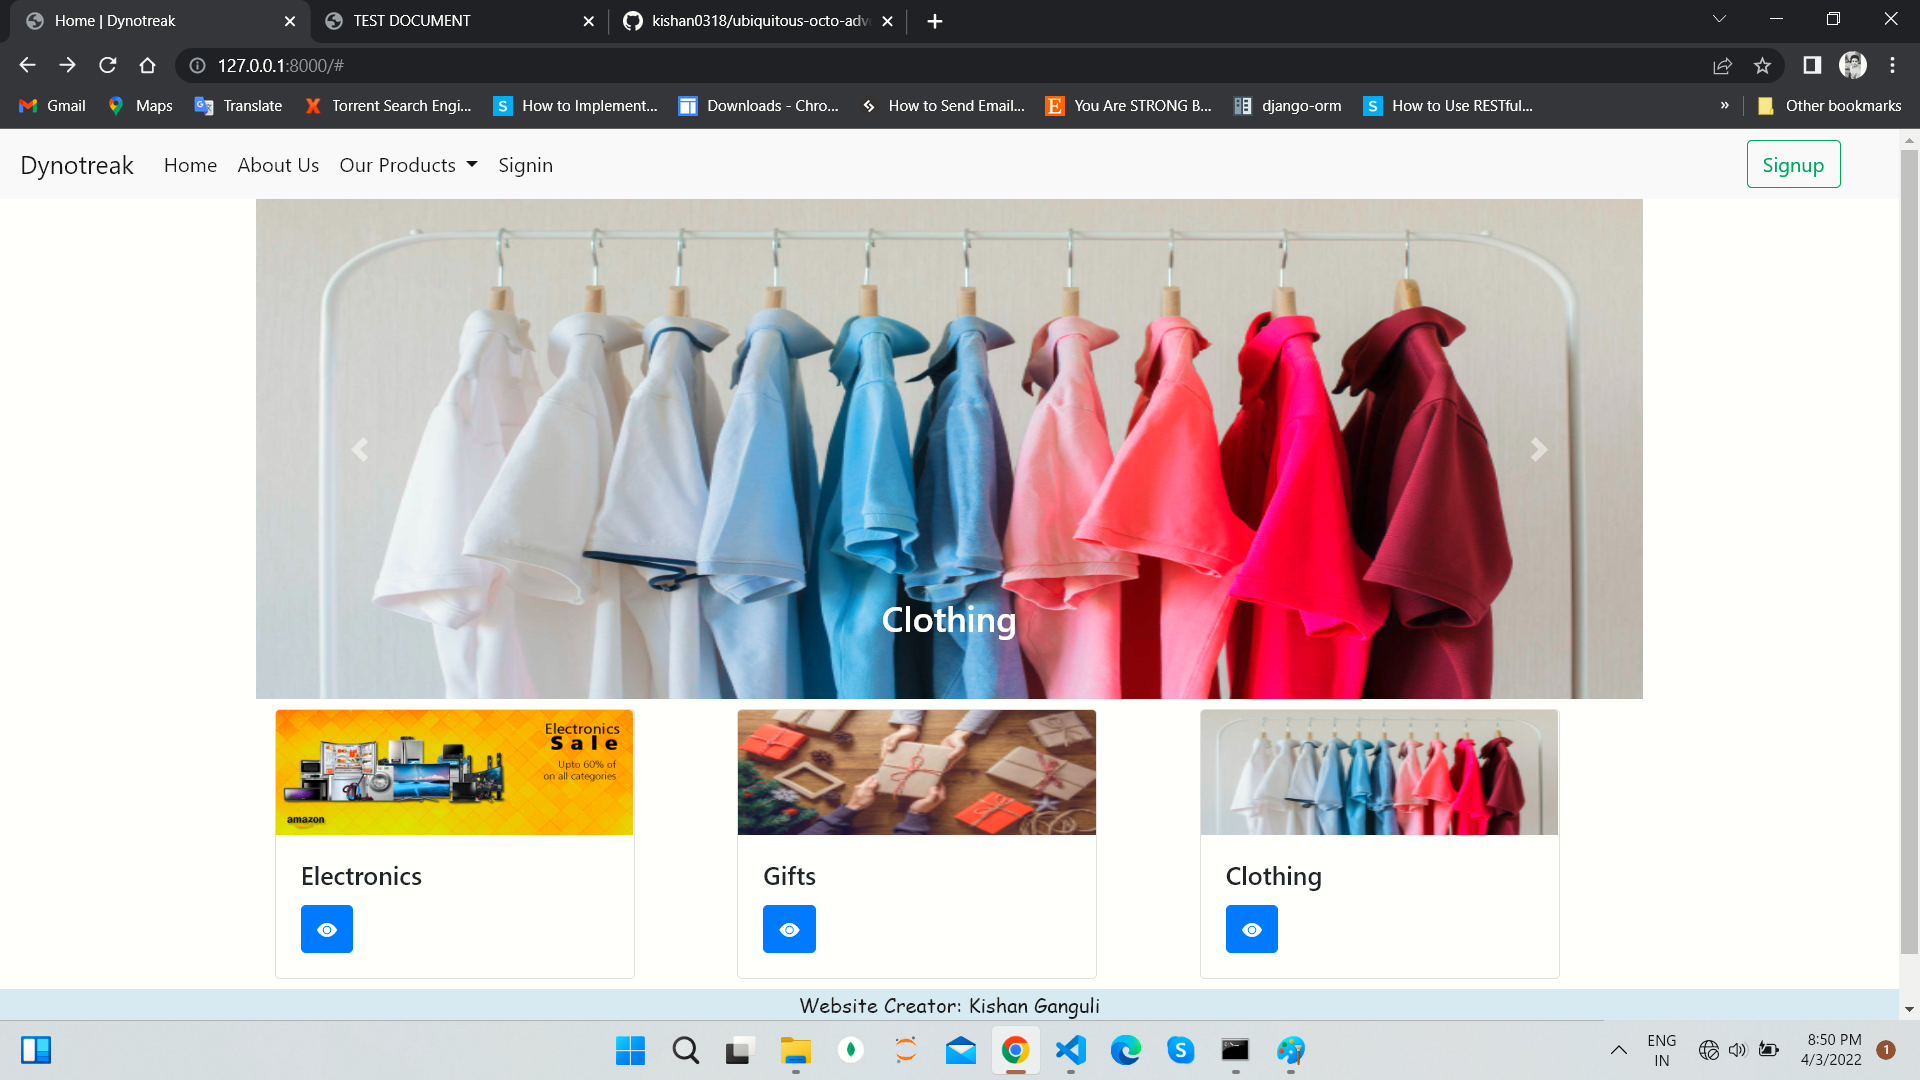 Home | Dynotreak
TEST DOCUMENT
kishan0318/ubiquitous-octo-adve
127.0.0.1:8000/#
Gmail
Maps
Translate
Torrent Search Engi...
How to Implement...
Downloads - Chro...
How to Send Email...
You Are STRONG B...
django-orm
How to Use RESTful...
»
Other bookmarks
Dynotreak
Home
About Us
Our Products
Signin
Signup
Clothing
Electronics
Sale
Upto 60% of
on all categories
amazon
Electronics
Gifts
Clothing
Website Creator: Kishan Ganguli
ENG
IN
8:50 PM
4/3/2022
1